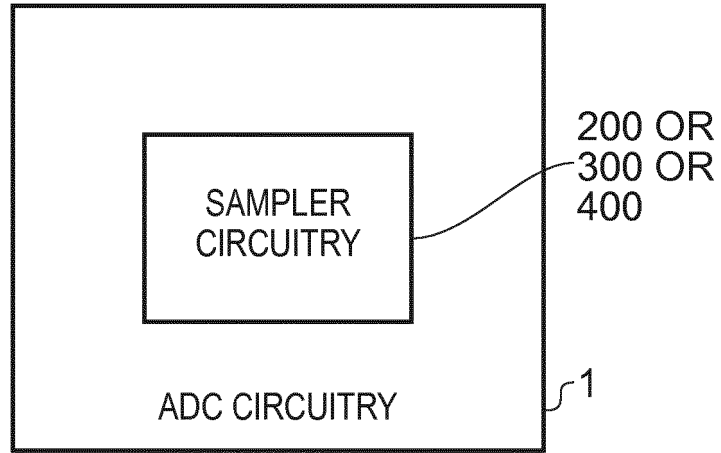 SAMPLER
CIRCUITRY
200 OR
300 OR
400
ADC CIRCUITRY
1